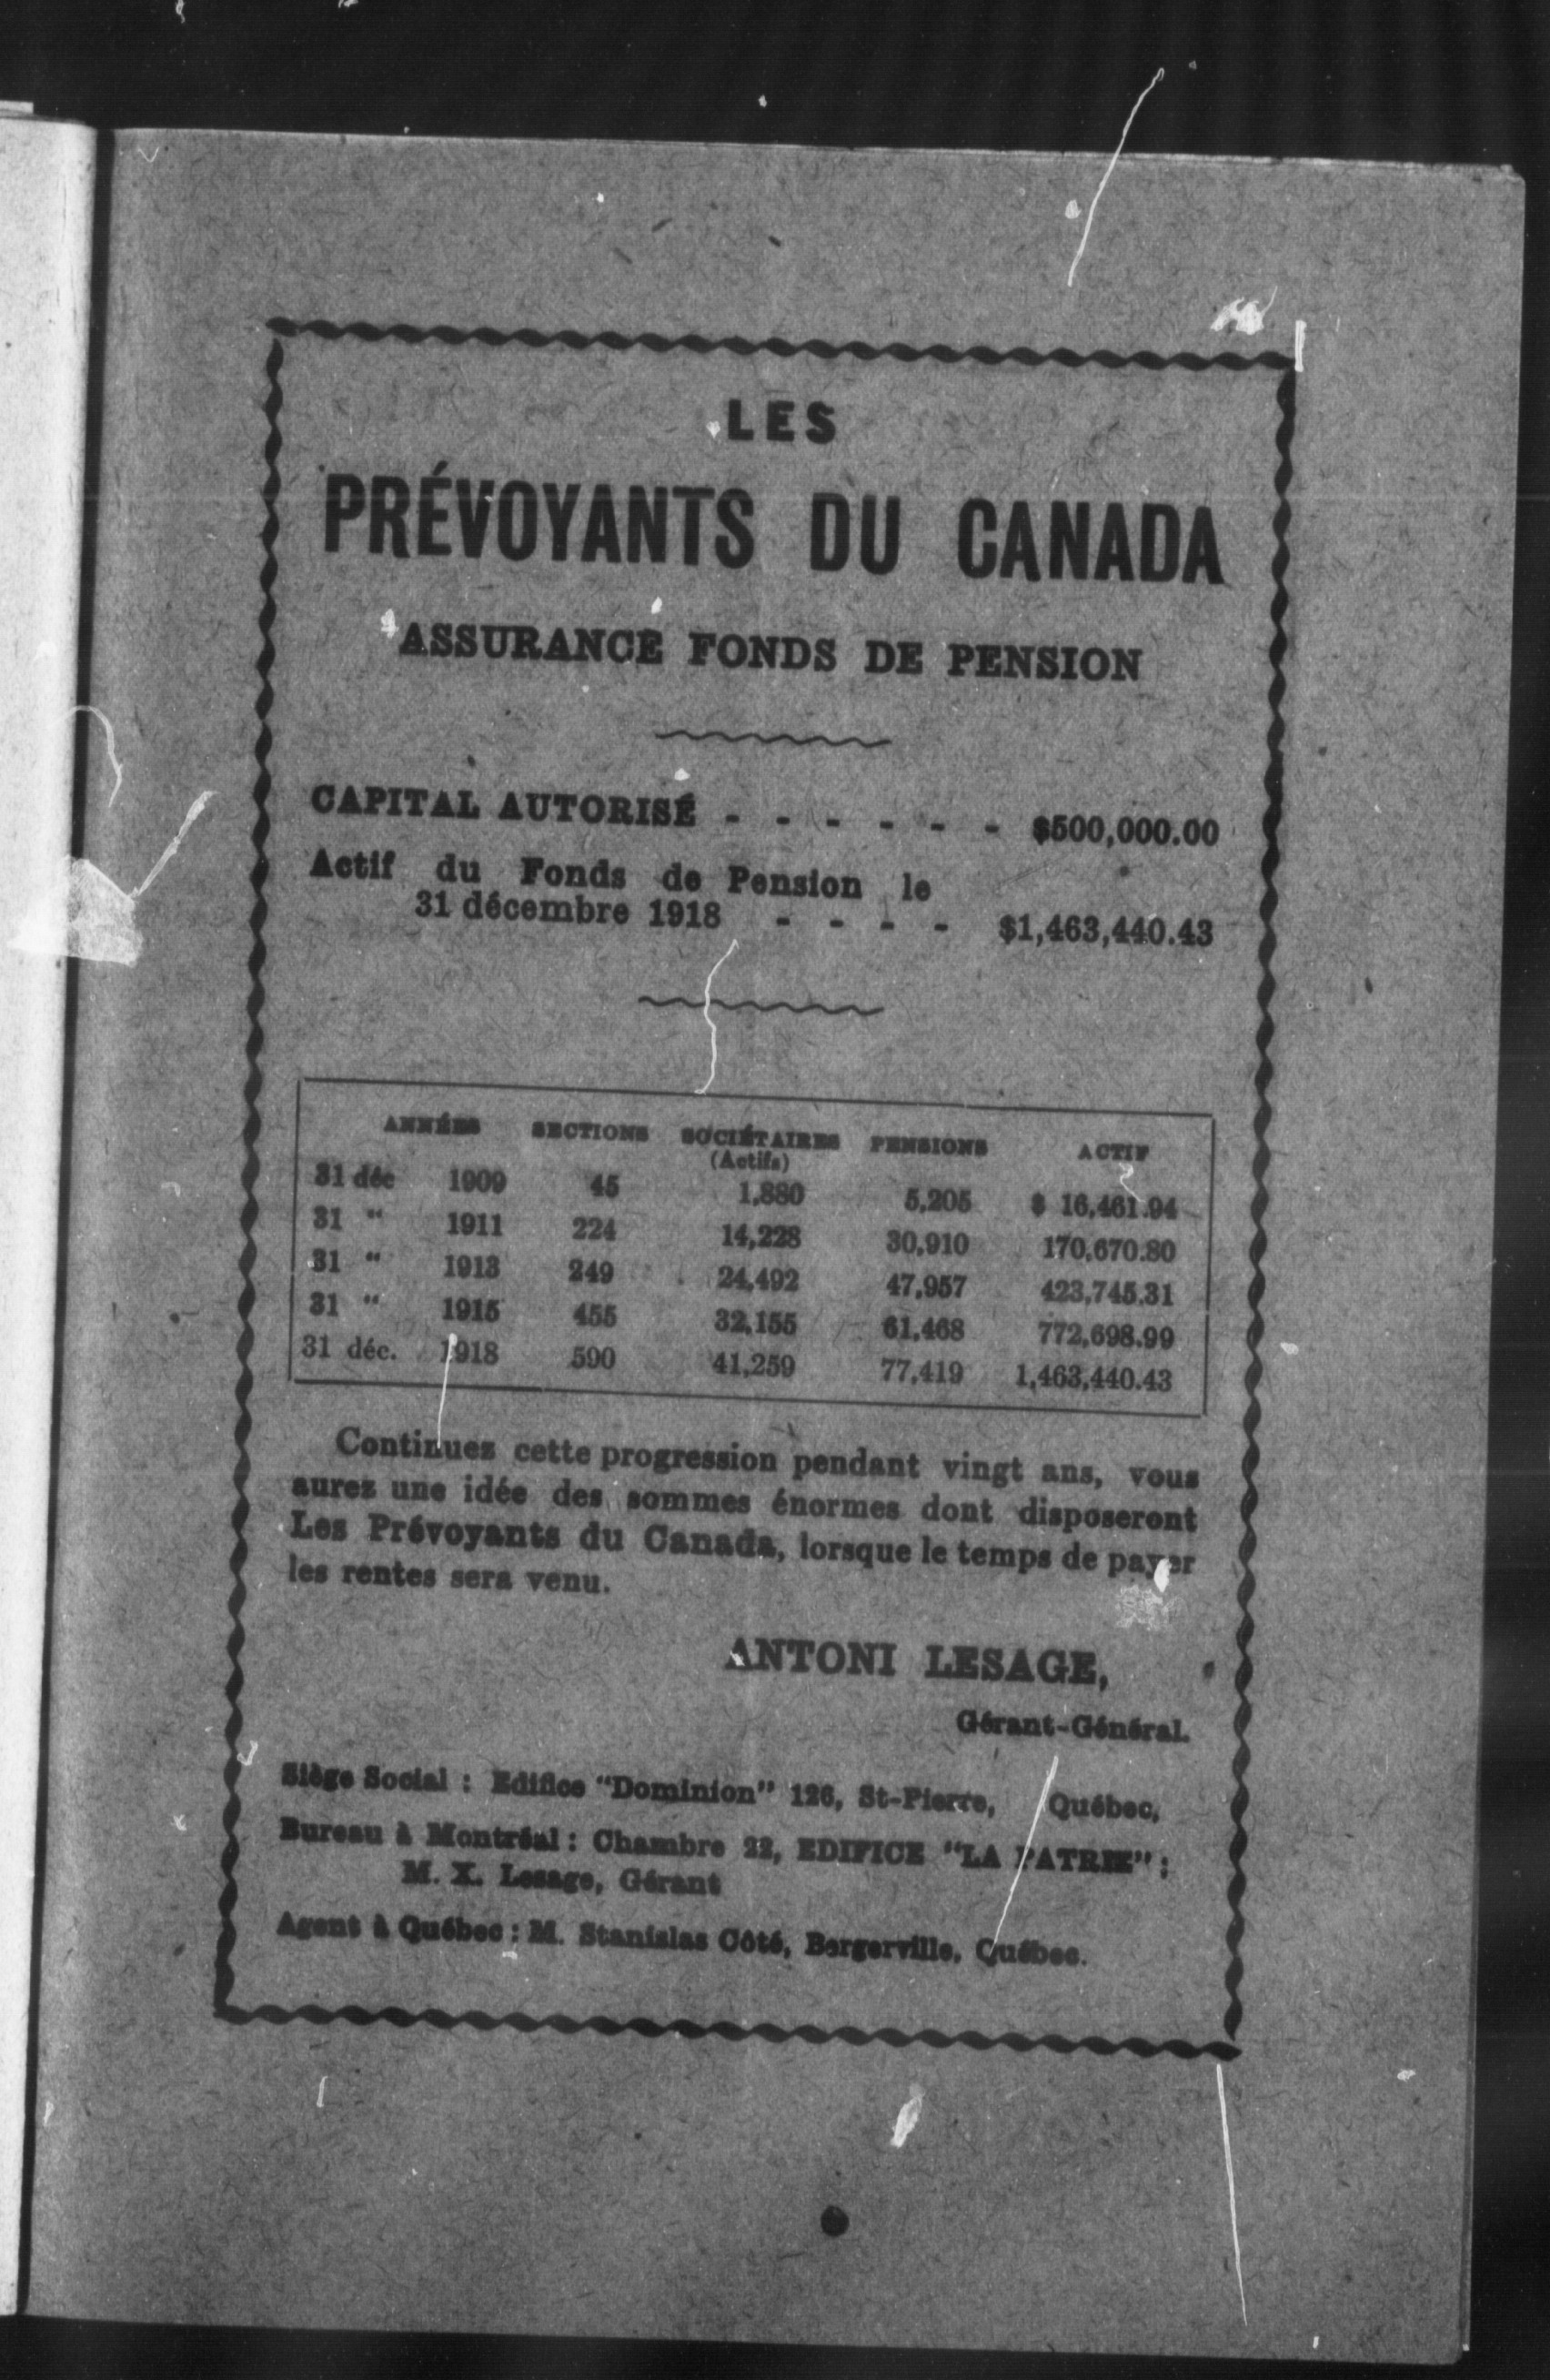 LES
PRÉVOYANTS DU CANADA
ASSURANCE FONDS DE PENSION
CAPITAL AUTORISÉ - - - - - - $500,000.00
Actif du Fonds de Pension le
31 décembre 1918 - - - - $1,463,440.43
ANNÉES SECTIONS SOCIÉTAIRES PENSIONS ACTIF
(Actifs)
31 déc 1909 45 1,880 5,205 $ 16,461.94
31 " 1911 224 14,228 30,910 170,670.80
31 " 1913 249 24,492 47,957 423,745.31
31 " 1915 455 32,155 61,468 772,698.99
31 déc. 1918 590 41,259 77,419 1,463,440.43
Continuez cette progression pendant vingt ans, vous
aurez une idée des sommes énormes dont disposeront
Les Prévoyants du Canada, lorsque le temps de payer
les rentes sera venu.
ANTONI LESAGE,
Gérant-Général.
Siège Social : Edifice "Dominion" 126, St-Pierre, Québec,
Bureau à Montréal : Chambre 22, EDIFICE "LA PATRIE" ;
M. X. Lesage, Gérant
Agent à Québec : M. Stanislas Côté, Bergerville, Québec.